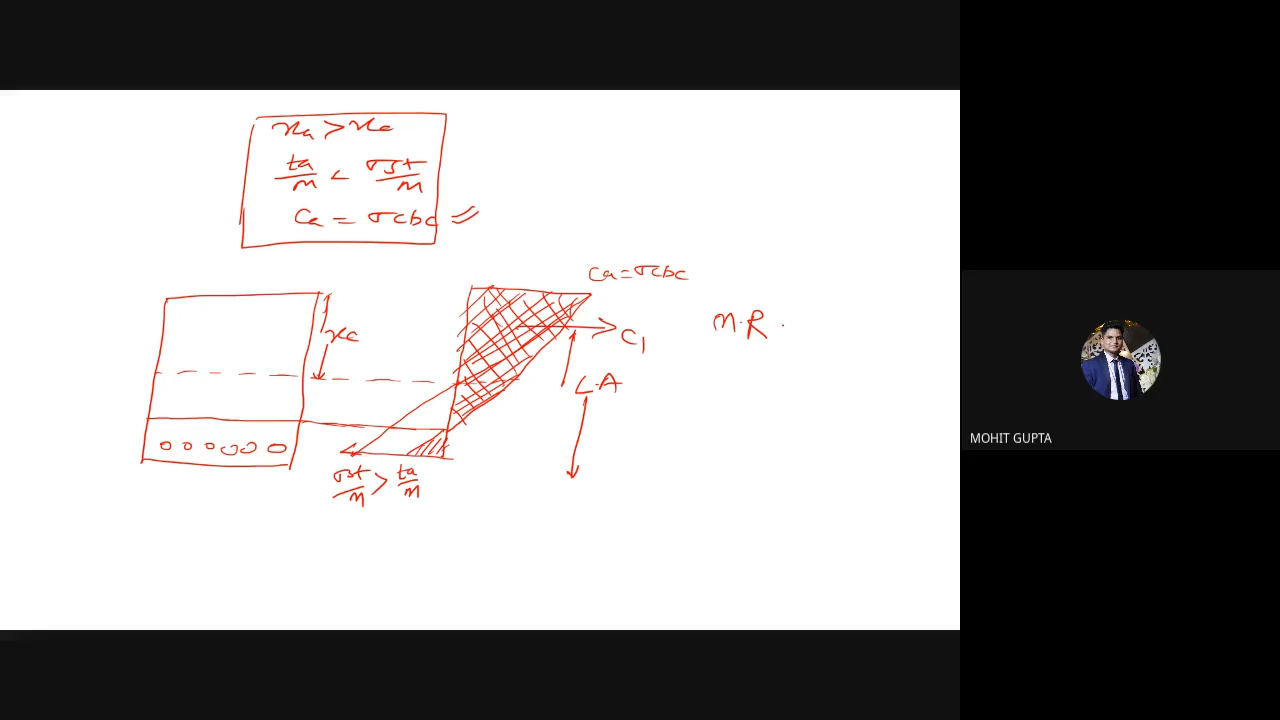 xa > xc
ta/m < σst/m
Ca = σcbc
Ca = σcbc
xc
C1
M.R.
L.A
σst/m > ta/m
MOHIT GUPTA